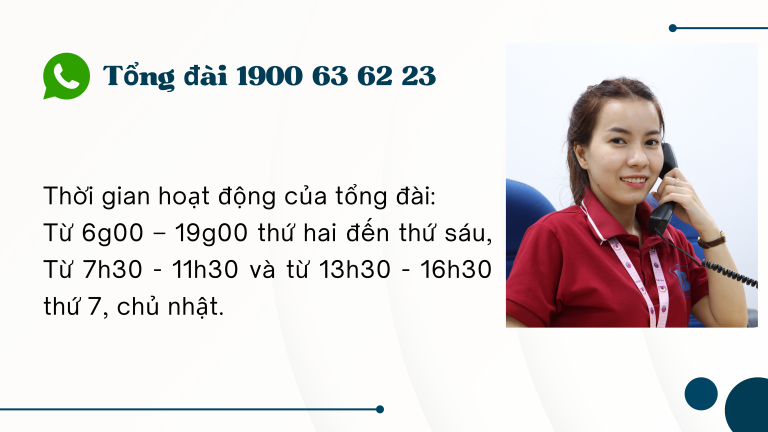 Tổng đài 1900 63 62 23
Thời gian hoạt động của tổng đài:
Từ 6g00 – 19g00 thứ hai đến thứ sáu,
Từ 7h30 - 11h30 và từ 13h30 - 16h30
thứ 7, chủ nhật.